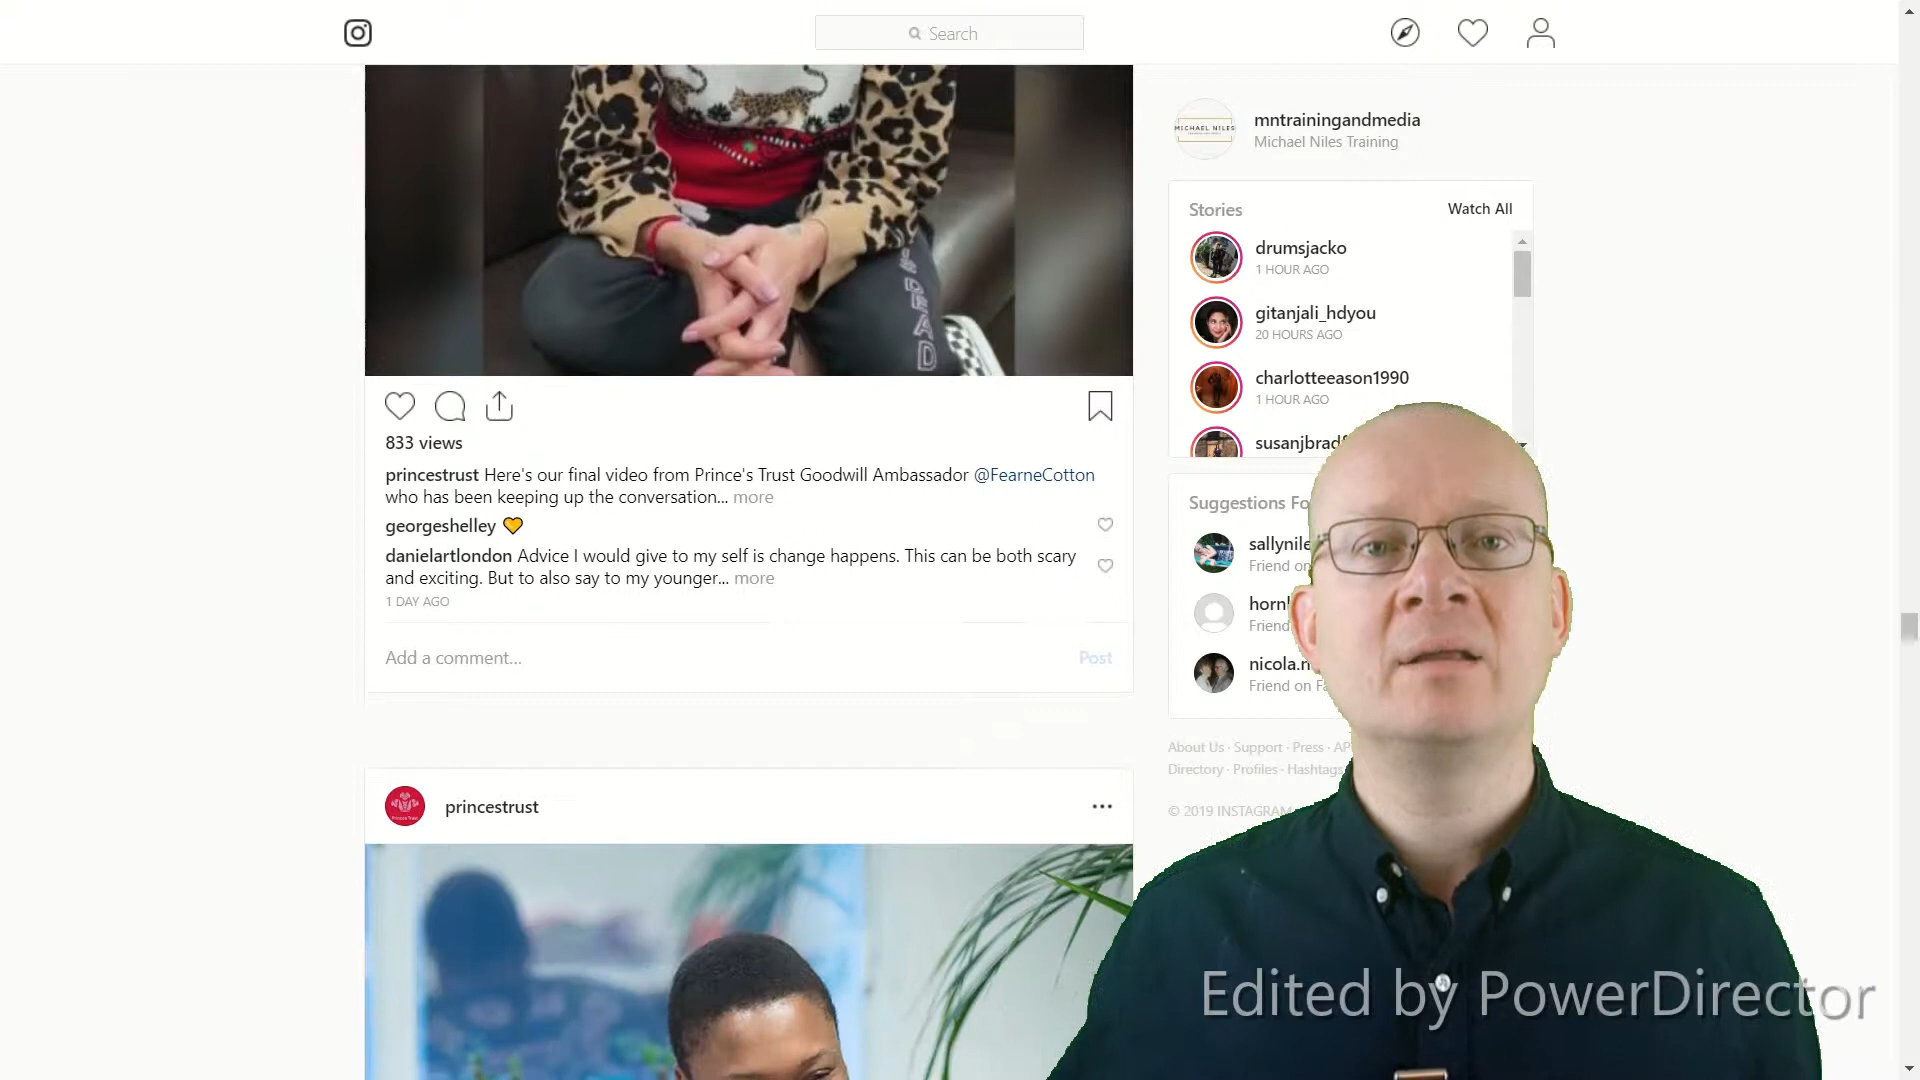 Search
mntrainingandmedia
MICHAEL NILES
Michael Niles Training
Stories
Watch All
drumsjacko
1 HOUR AGO
gitanjali_hdyou
20 HOURS AGO
charlotteeason1990
1 HOUR AGO
DEAD
833 views
princestrust Here's our final video from Prince's Trust Goodwill Ambassador @FearneCotton
who has been keeping up the conversation... more
georgeshelley 🧡
danielartlondon Advice I would give to my self is change happens. This can be both scary
and exciting. But to also say to my younger... more
1 DAY AGO
Add a comment...
Post
Suggestions
Friend on
Friend
Friend on
About Us · Support · Press
Directory · Profiles · Hashtags
© 2019 INSTAGRAM
princestrust
Edited by PowerDirector